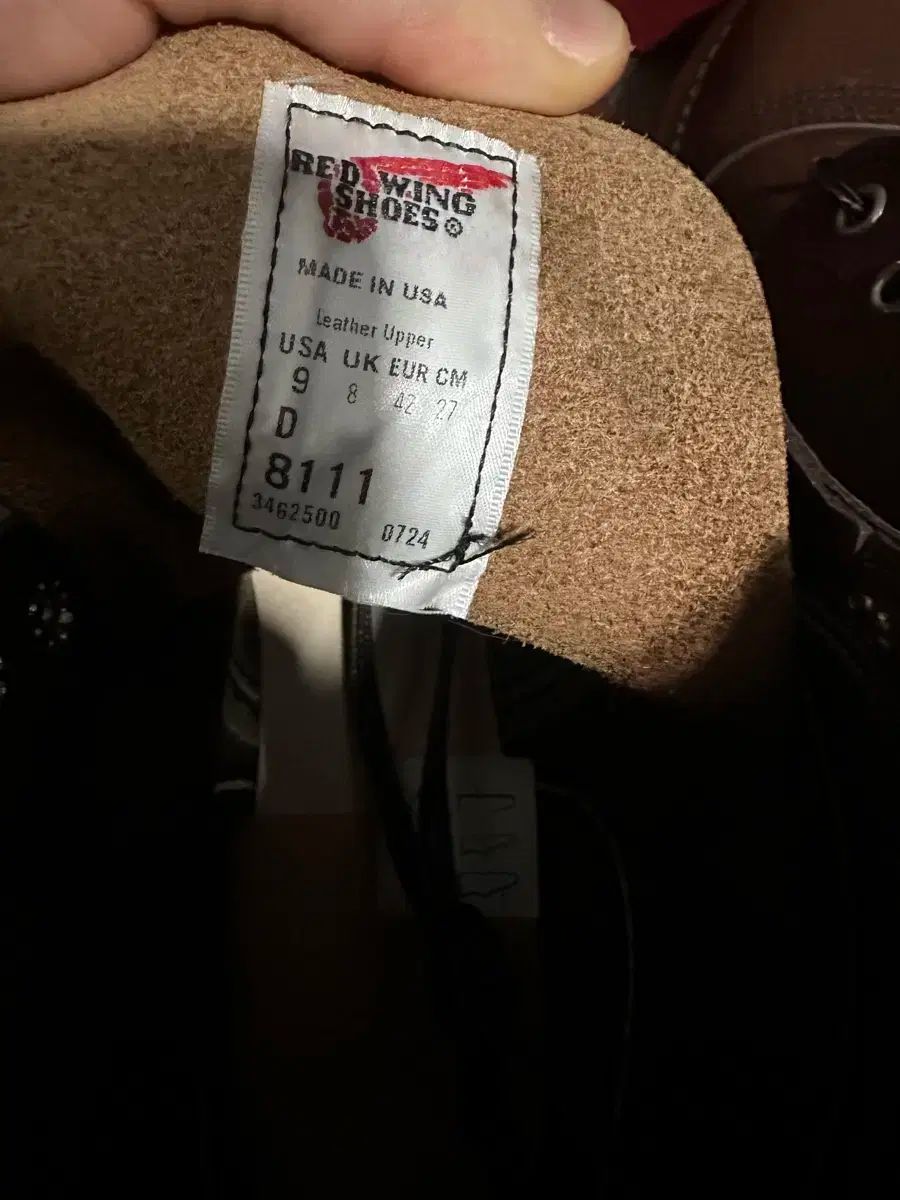 RED WING
SHOES®
MADE IN USA
Leather Upper
USA UK EUR CM
9 8 42 27
D
8111
3462500 0724